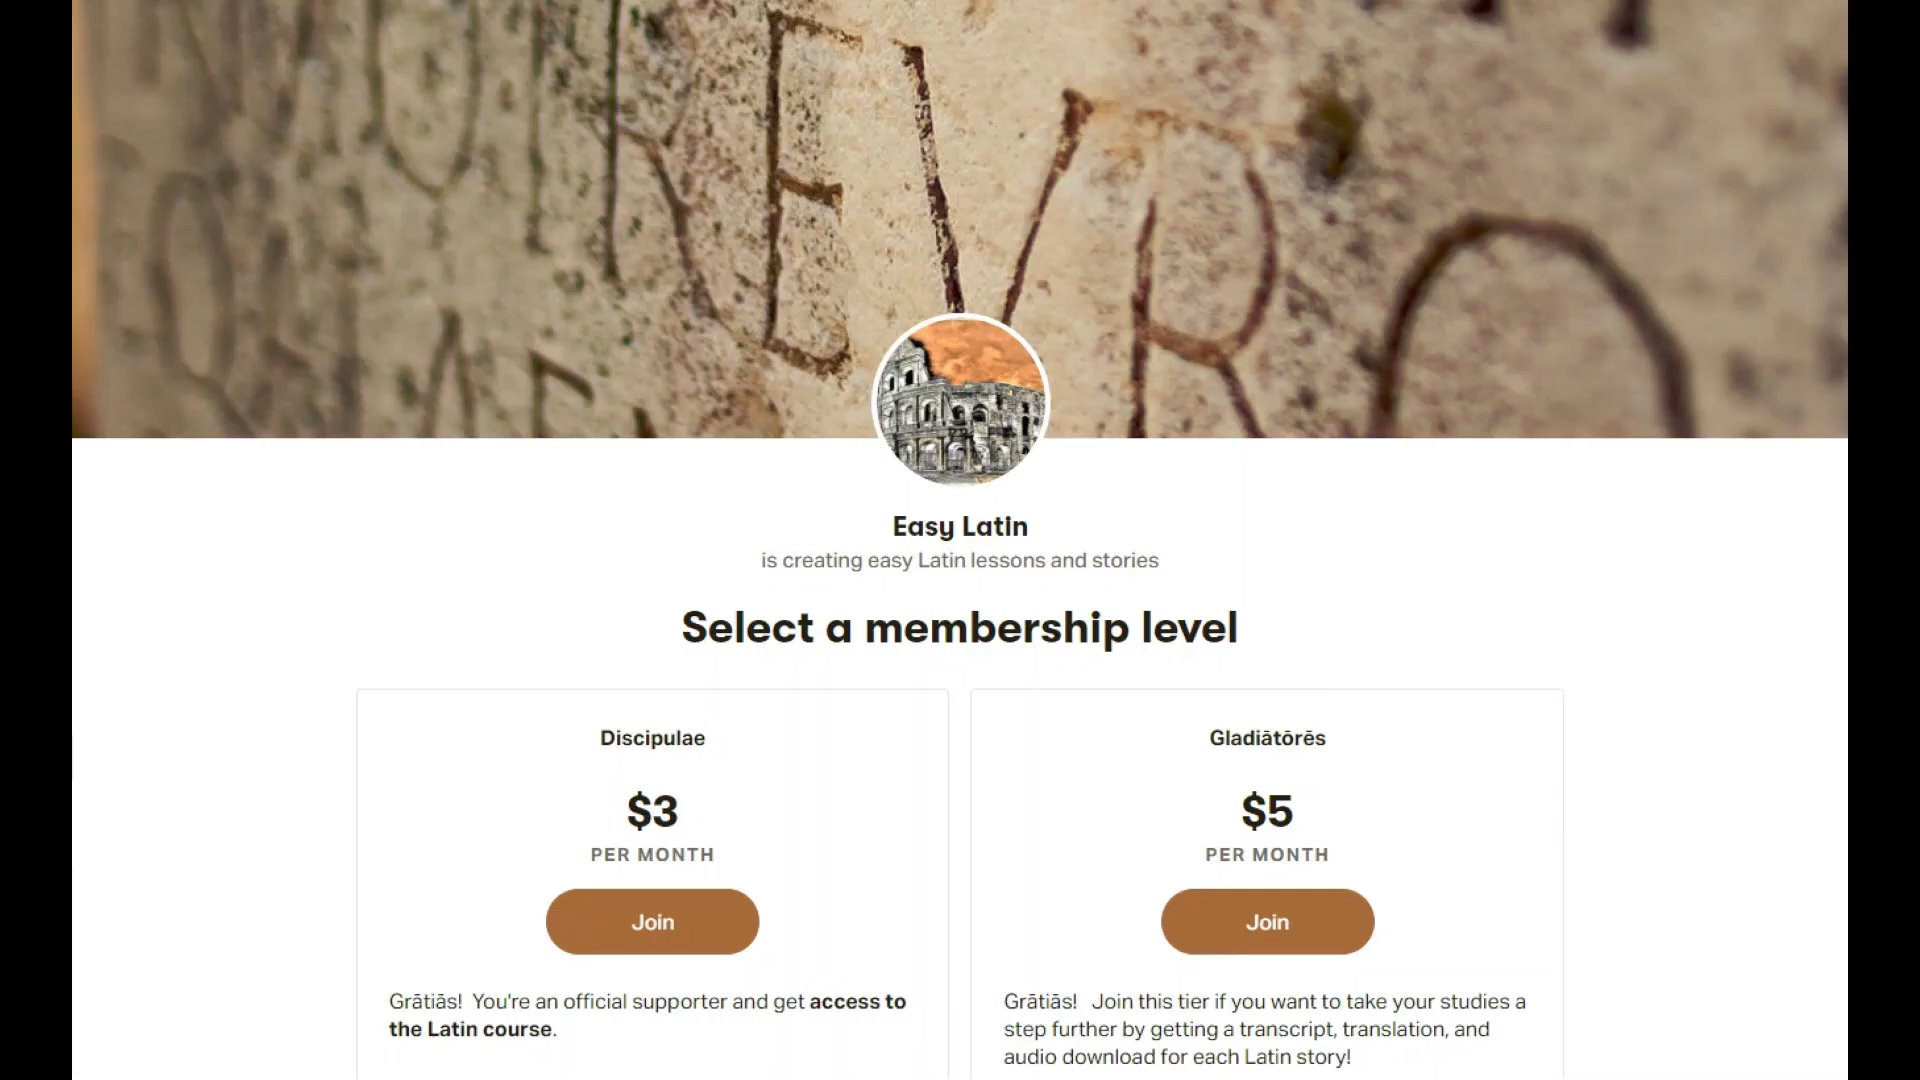 EVRO
Easy Latin
is creating easy Latin lessons and stories
Select a membership level
Discipulae
$3
PER MONTH
Join
Grātiās! You're an official supporter and get access to
the Latin course.
Gladiātōrēs
$5
PER MONTH
Join
Grātiās! Join this tier if you want to take your studies a
step further by getting a transcript, translation, and
audio download for each Latin story!